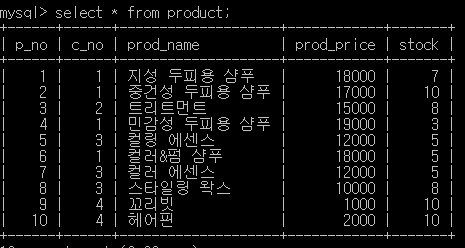 mysql> select * from product;
| p_no | c_no | prod_name | prod_price | stock |
| 1 | 1 | 지성 두피용 샴푸 | 18000 | 7 |
| 2 | 1 | 중건성 두피용 샴푸 | 17000 | 10 |
| 3 | 2 | 트리트먼트 | 15000 | 8 |
| 4 | 1 | 민감성 두피용 샴푸 | 19000 | 3 |
| 5 | 3 | 컬링 에센스 | 12000 | 5 |
| 6 | 1 | 컬러&펌 샴푸 | 18000 | 5 |
| 7 | 3 | 컬러 에센스 | 12000 | 5 |
| 8 | 3 | 스타일링 왁스 | 10000 | 8 |
| 9 | 4 | 꼬리빗 | 1000 | 10 |
| 10 | 4 | 헤어핀 | 2000 | 10 |